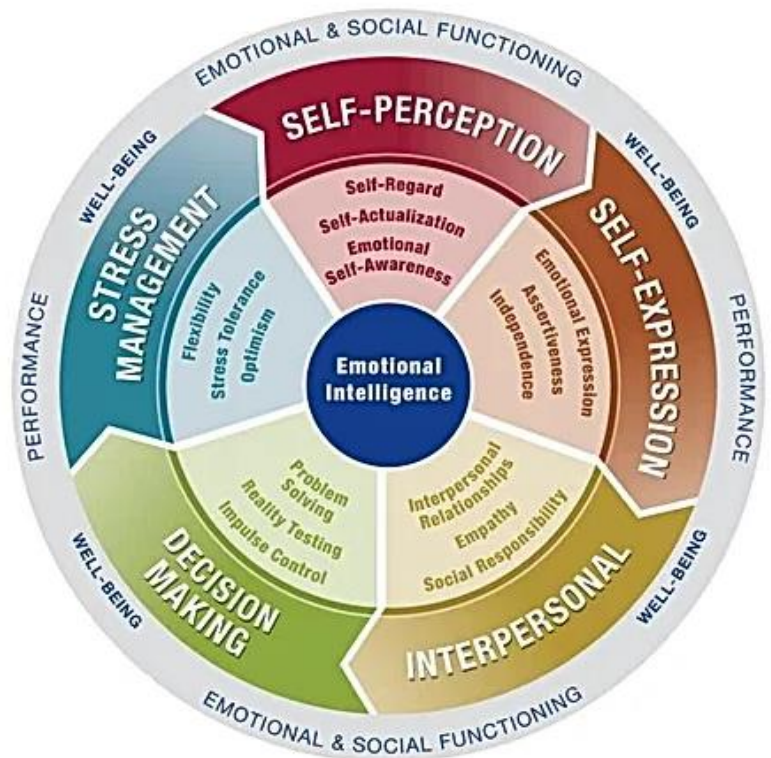 EMOTIONAL & SOCIAL FUNCTIONING
WELL-BEING
WELL-BEING
PERFORMANCE
PERFORMANCE
WELL-BEING
WELL-BEING
EMOTIONAL & SOCIAL FUNCTIONING
SELF-PERCEPTION
Self-Regard
Self-Actualization
Emotional
Self-Awareness
SELF-EXPRESSION
Emotional Expression
Assertiveness
Independence
INTERPERSONAL
Interpersonal
Relationships
Empathy
Social Responsibility
DECISION
MAKING
Problem
Solving
Reality Testing
Impulse Control
STRESS
MANAGEMENT
Flexibility
Stress Tolerance
Optimism
Emotional
Intelligence